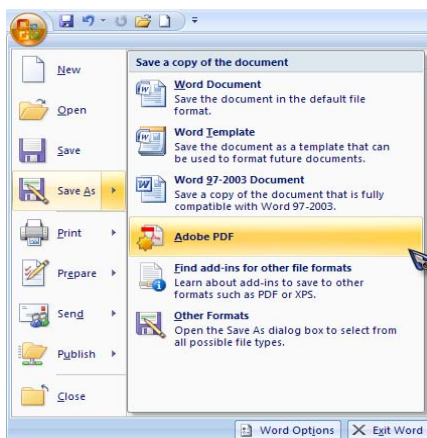 New
Open
Save
Save As
Print
Prepare
Send
Publish
Close
Save a copy of the document
Word Document
Save the document in the default file
format.
Word Template
Save the document as a template that can
be used to format future documents.
Word 97-2003 Document
Save a copy of the document that is fully
compatible with Word 97-2003.
Adobe PDF
Find add-ins for other file formats
Learn about add-ins to save to other
formats such as PDF or XPS.
Other Formats
Open the Save As dialog box to select from
all possible file types.
Word Options
Exit Word